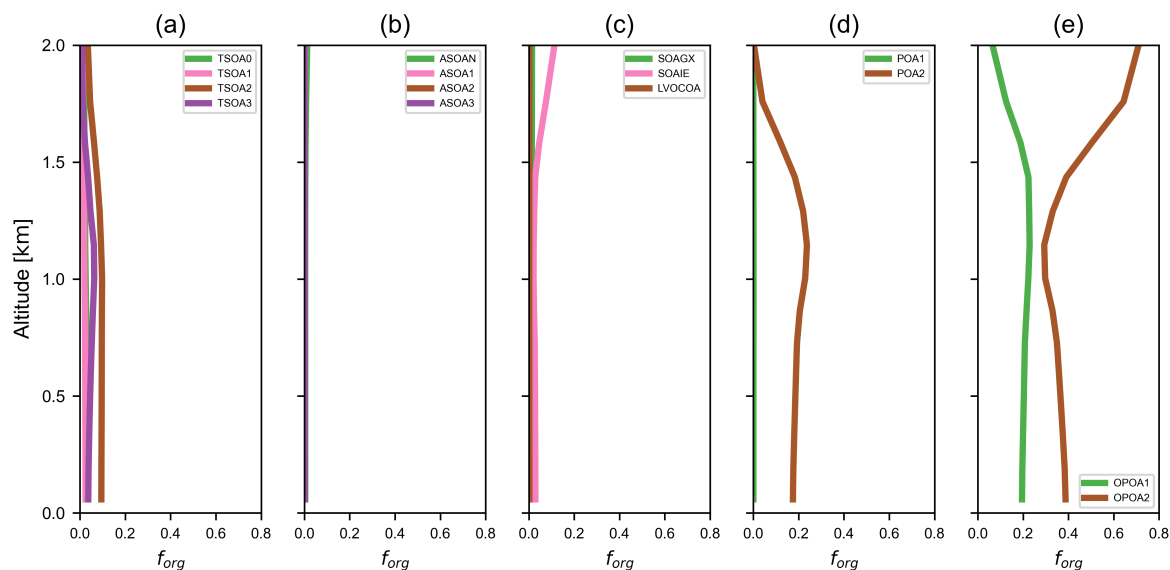 (a) (b) (c) (d) (e)
2.0
1.5
1.0
0.5
0.0
Altitude [km]
TSOA0
TSOA1
TSOA2
TSOA3
ASOAN
ASOA1
ASOA2
ASOA3
SOAGX
SOAIE
LVOCOA
POA1
POA2
OPOA1
OPOA2
0.0 0.2 0.4 0.6 0.8 0.0 0.2 0.4 0.6 0.8 0.0 0.2 0.4 0.6 0.8 0.0 0.2 0.4 0.6 0.8 0.0 0.2 0.4 0.6 0.8
f_org f_org f_org f_org f_org